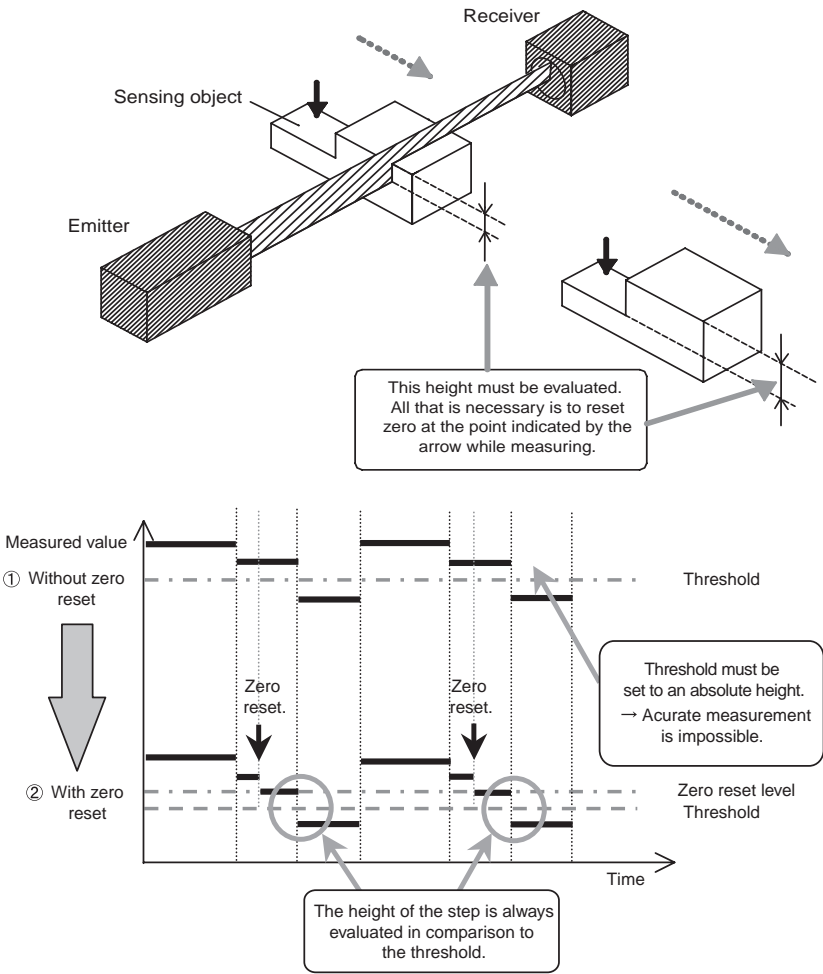 Receiver
Sensing object
Emitter
This height must be evaluated.
All that is necessary is to reset
zero at the point indicated by the
arrow while measuring.
Measured value
① Without zero
reset
Threshold
Threshold must be
set to an absolute height.
→ Acurate measurement
is impossible.
Zero
reset.
Zero
reset.
② With zero
reset
Zero reset level
Threshold
Time
The height of the step is always
evaluated in comparison to
the threshold.